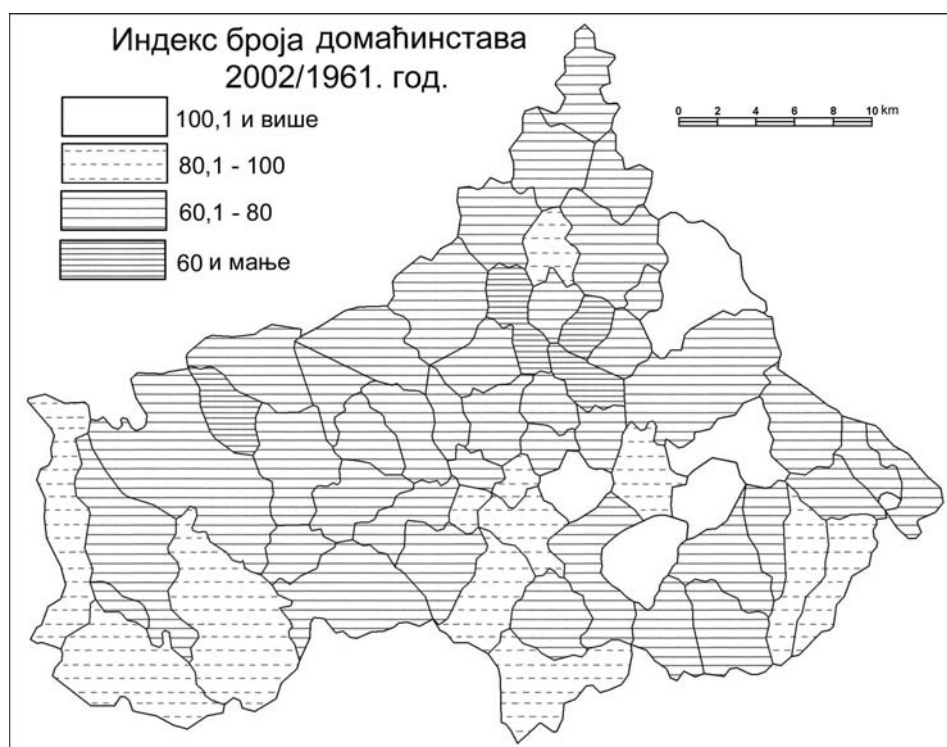 Индекс броја домаћинстава
2002/1961. год.
100,1 и више
80,1 - 100
60,1 - 80
60 и мање
0 2 4 6 8 10 km